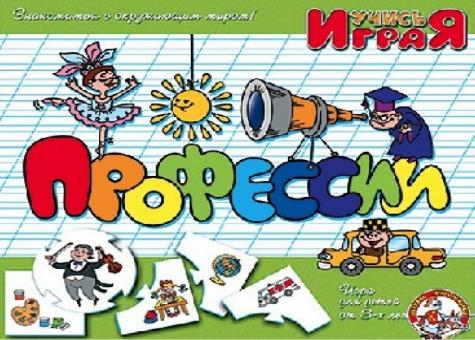 Знакомимся с окружающим миром!
УЧИСЬ
ИГРАЯ
ПРОФЕССИИ
Игра
для детей
от 3-х лет